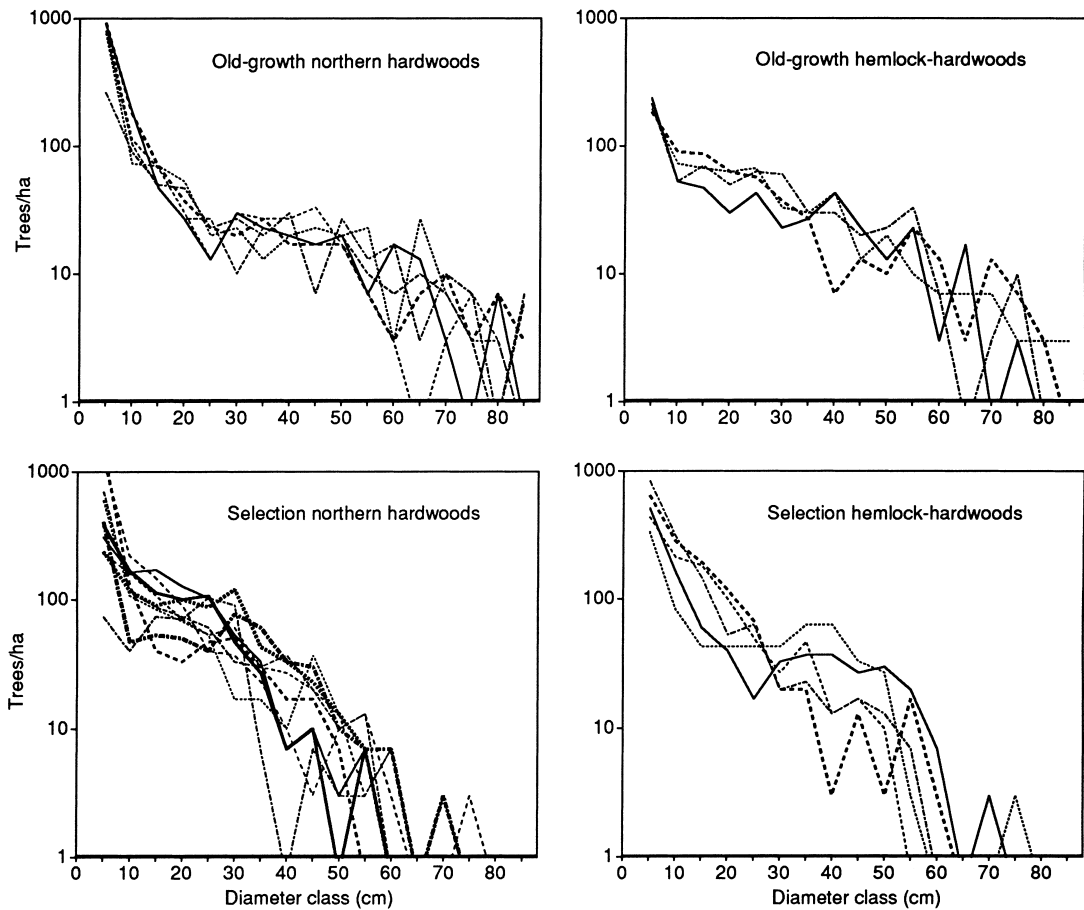 Old-growth northern hardwoods
Trees/ha
1000
100
10
1
0 10 20 30 40 50 60 70 80
Old-growth hemlock-hardwoods
1000
100
10
1
0 10 20 30 40 50 60 70 80
Selection northern hardwoods
Trees/ha
1000
100
10
1
0 10 20 30 40 50 60 70 80
Diameter class (cm)
Selection hemlock-hardwoods
1000
100
10
1
0 10 20 30 40 50 60 70 80
Diameter class (cm)